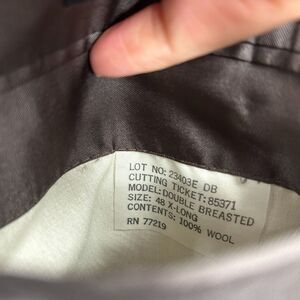 LOT NO: 23403E DB
CUTTING TICKET: 85371
MODEL: DOUBLE BREASTED
SIZE: 48 X-LONG
CONTENTS: 100% WOOL
RN 77219